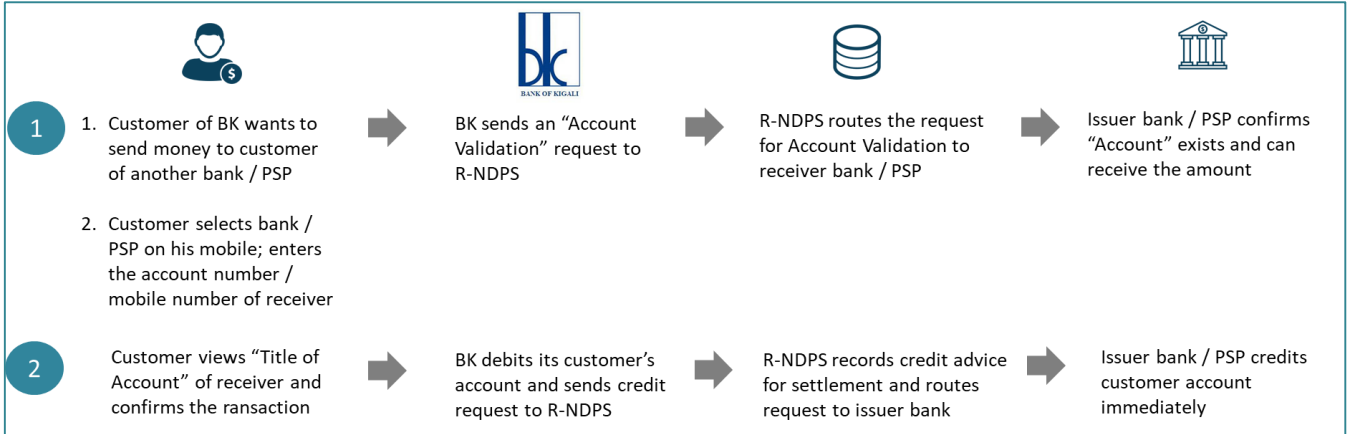 $
bk
BANK OF KIGALI
$
1
1. Customer of BK wants to
send money to customer
of another bank / PSP
2. Customer selects bank /
PSP on his mobile; enters
the account number /
mobile number of receiver
BK sends an “Account
Validation” request to
R-NDPS
R-NDPS routes the request
for Account Validation to
receiver bank / PSP
Issuer bank / PSP confirms
“Account” exists and can
receive the amount
2
Customer views “Title of
Account” of receiver and
confirms the ransaction
BK debits its customer’s
account and sends credit
request to R-NDPS
R-NDPS records credit advice
for settlement and routes
request to issuer bank
Issuer bank / PSP credits
customer account
immediately